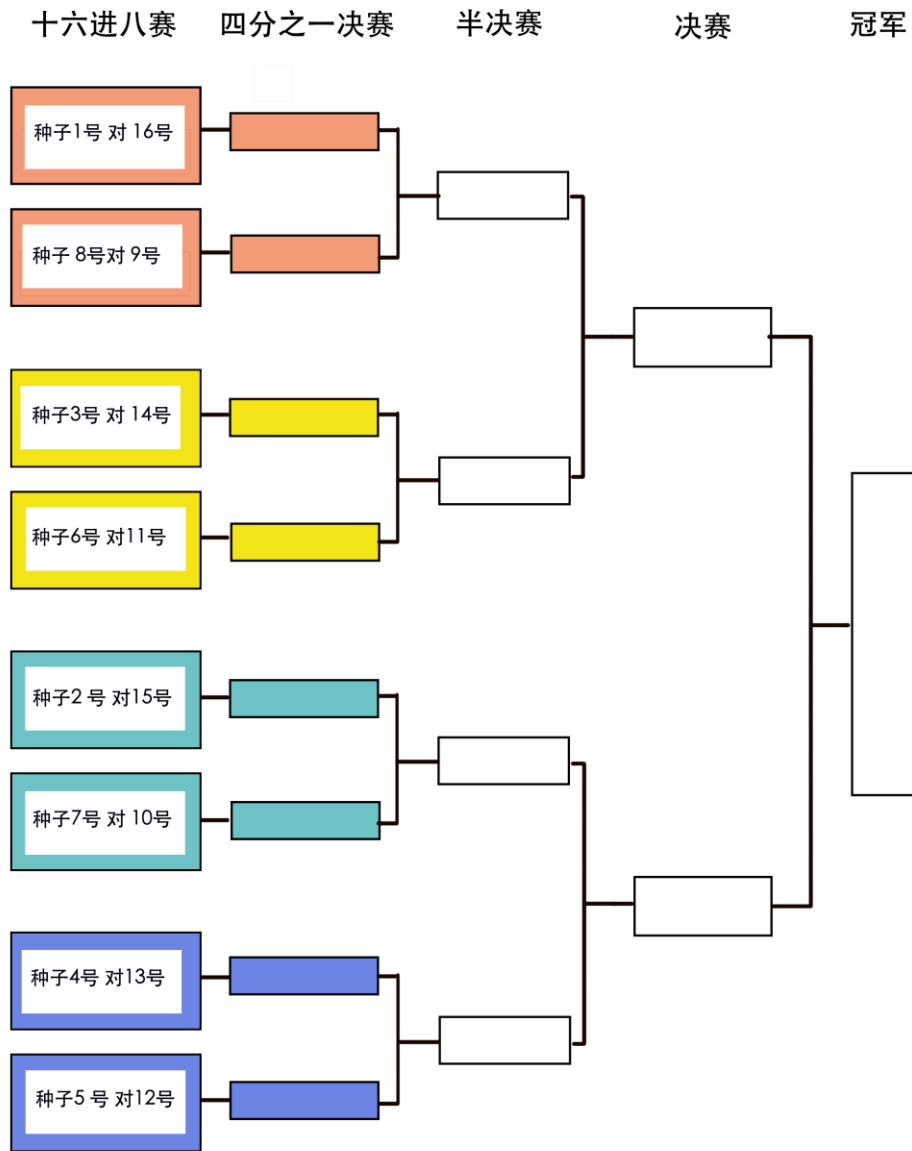 十六进八赛 四分之一决赛 半决赛 决赛 冠军
种子1号 对 16号
种子 8号对 9号
种子3号 对 14号
种子6号 对11号
种子2 号 对15号
种子7号 对 10号
种子4号 对13号
种子5 号 对12号